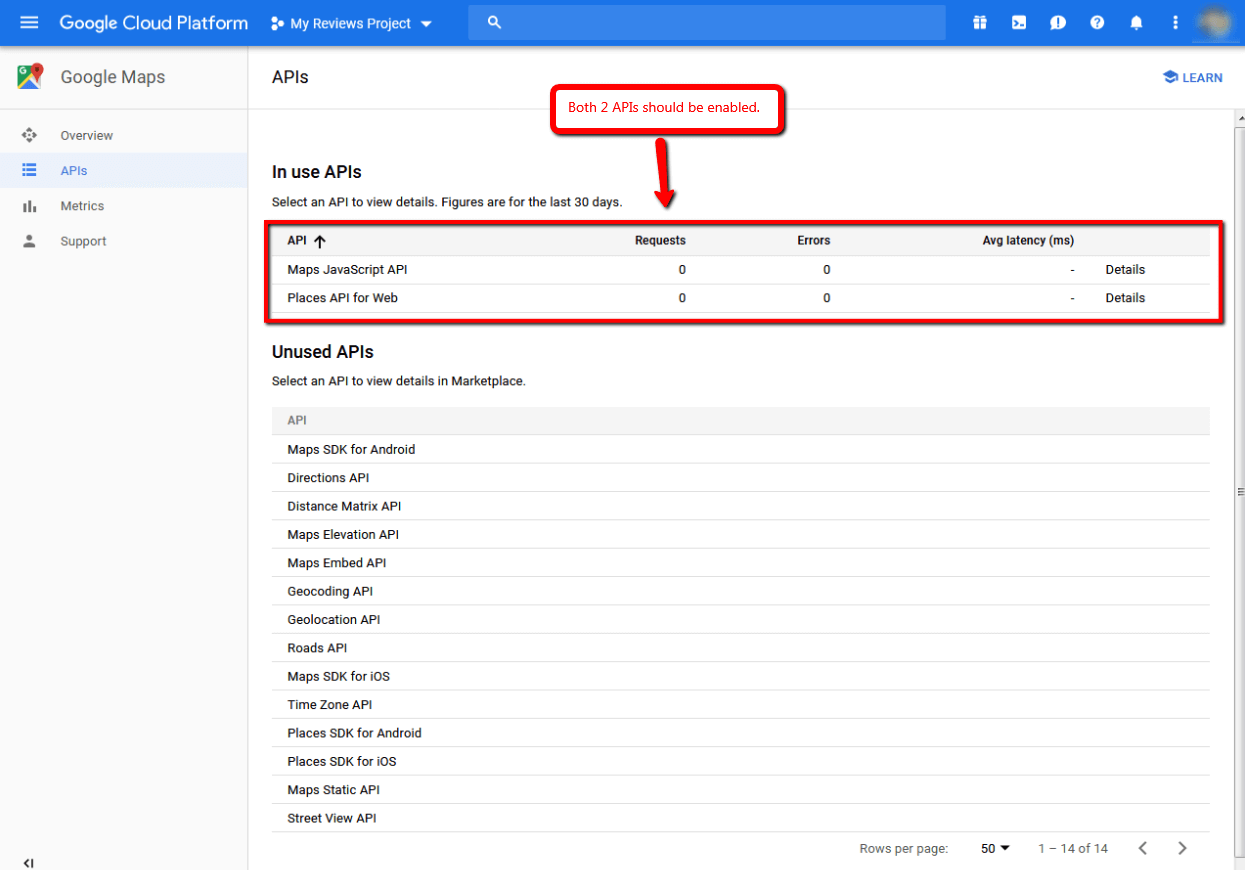 Google Cloud Platform My Reviews Project
Google Maps
APIs
LEARN
Both 2 APIs should be enabled.
Overview
APIs
Metrics
Support
In use APIs
Select an API to view details. Figures are for the last 30 days.
API Requests Errors Avg latency (ms)
Maps JavaScript API 0 0 - Details
Places API for Web 0 0 - Details
Unused APIs
Select an API to view details in Marketplace.
API
Maps SDK for Android
Directions API
Distance Matrix API
Maps Elevation API
Maps Embed API
Geocoding API
Geolocation API
Roads API
Maps SDK for iOS
Time Zone API
Places SDK for Android
Places SDK for iOS
Maps Static API
Street View API
Rows per page: 50 1 – 14 of 14